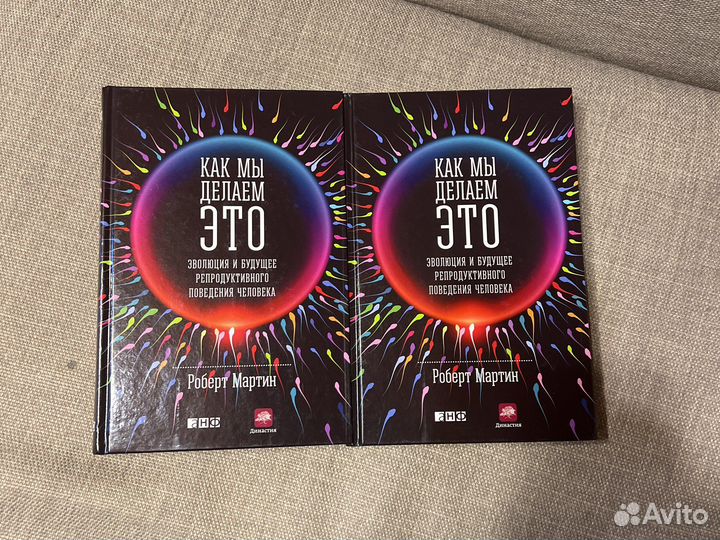 КАК МЫ
ДЕЛАЕМ
ЭТО
ЭВОЛЮЦИЯ И БУДУЩЕЕ
РЕПРОДУКТИВНОГО
ПОВЕДЕНИЯ ЧЕЛОВЕКА
Роберт Мартин
АНФ
Династия
КАК МЫ
ДЕЛАЕМ
ЭТО
ЭВОЛЮЦИЯ И БУДУЩЕЕ
РЕПРОДУКТИВНОГО
ПОВЕДЕНИЯ ЧЕЛОВЕКА
Роберт Мартин
АНФ
Династия
Avito